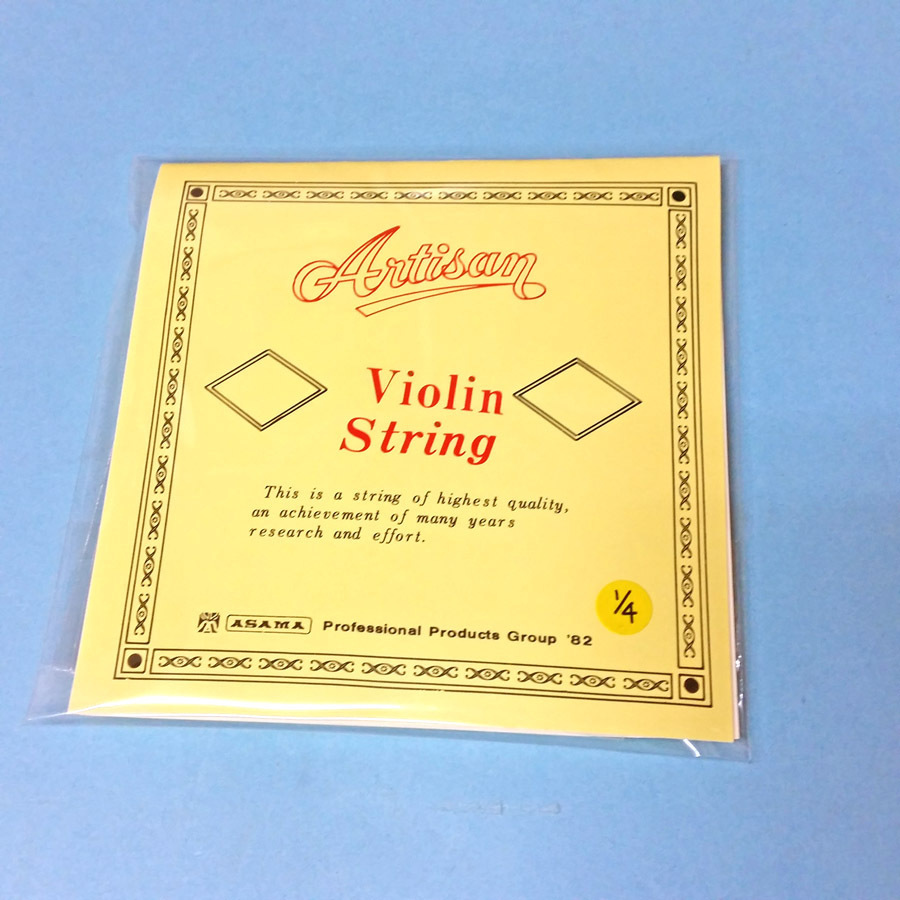 Artisan
Violin
String
This is a string of highest quality,
an achievement of many years
research and effort.
ASAMA Professional Products Group '82
1/4